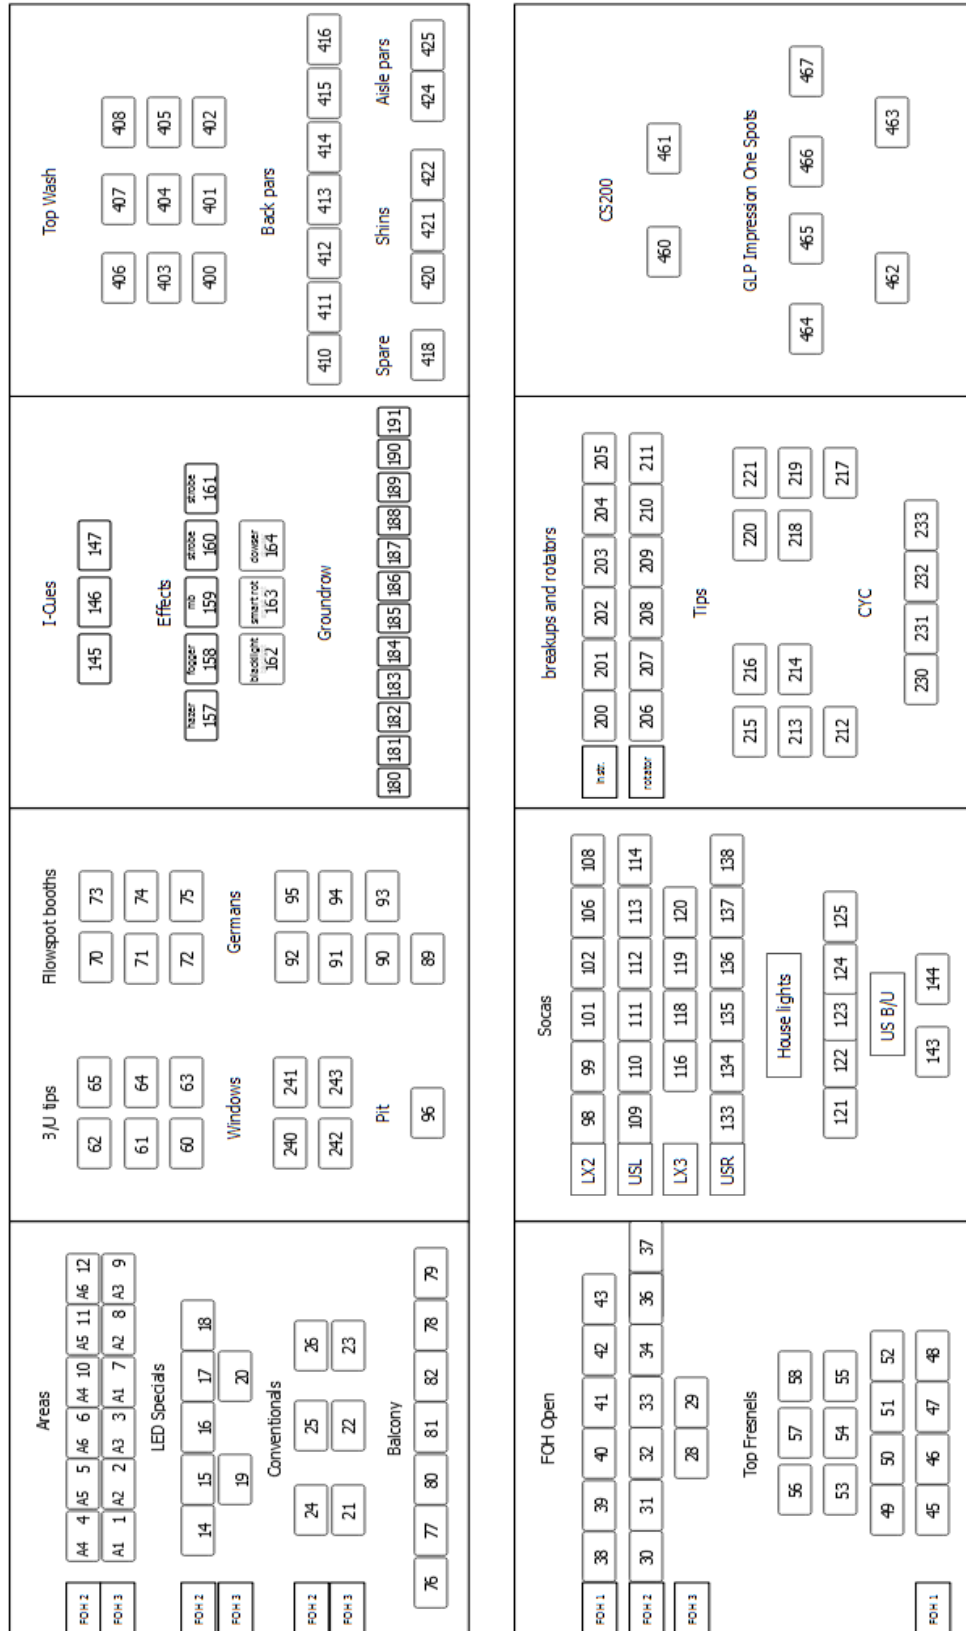 Areas
FOH 2 A4 4 A5 5 A6 6 A4 10 A5 11 A6 12
FOH 3 A1 1 A2 2 A3 3 A1 7 A2 8 A3 9
LED Specials
FOH 2 14 15 16 17 18
FOH 3 19 20
Conventionals
FOH 2 24 25 26
FOH 3 21 22 23
Balcony
76 77 80 81 82 78 79
3/U tips
62 65
61 64
60 63
Fllowspot booths
70 73
71 74
72 75
Windows
240 241
242 243
Germans
92 95
91 94
90 93
89
Pit
96
I-Cues
145 146 147
Effects
hazer fogger mb strobe strobe
157 158 159 160 161
blacklight smart rot dowser
162 163 164
Groundrow
180 181 182 183 184 185 186 187 188 189 190 191
Top Wash
406 407 408
403 404 405
400 401 402
Back pars
410 411 412 413 414 415 416
Spare Shins Aisle pars
418 420 421 422 424 425
FOH Open
FOH 1 38 39 40 41 42 43
FOH 2 30 31 32 33 34 36 37
FOH 3 28 29
Top Fresnels
56 57 58
53 54 55
49 50 51 52
FOH 1 45 46 47 48
Socas
LX2 98 99 101 102 106 108
USL 109 110 111 112 113 114
LX3 116 118 119 120
USR 133 134 135 136 137 138
House lights
121 122 123 124 125
US B/U
143 144
breakups and rotators
instr. 200 201 202 203 204 205
rotator 206 207 208 209 210 211
Tips
215 216 220 221
213 214 218 219
212 217
CYC
230 231 232 233
CS200
460 461
GLP Impression One Spots
464 465 466 467
462 463